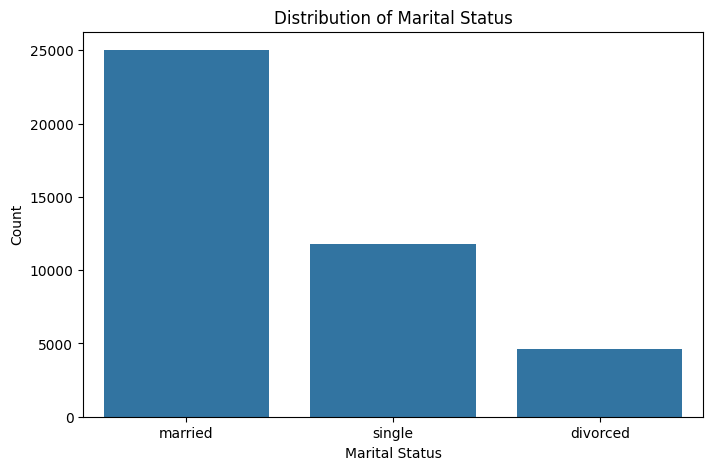 Distribution of Marital Status
25000
20000
15000
10000
5000
0
Count
married single divorced
Marital Status